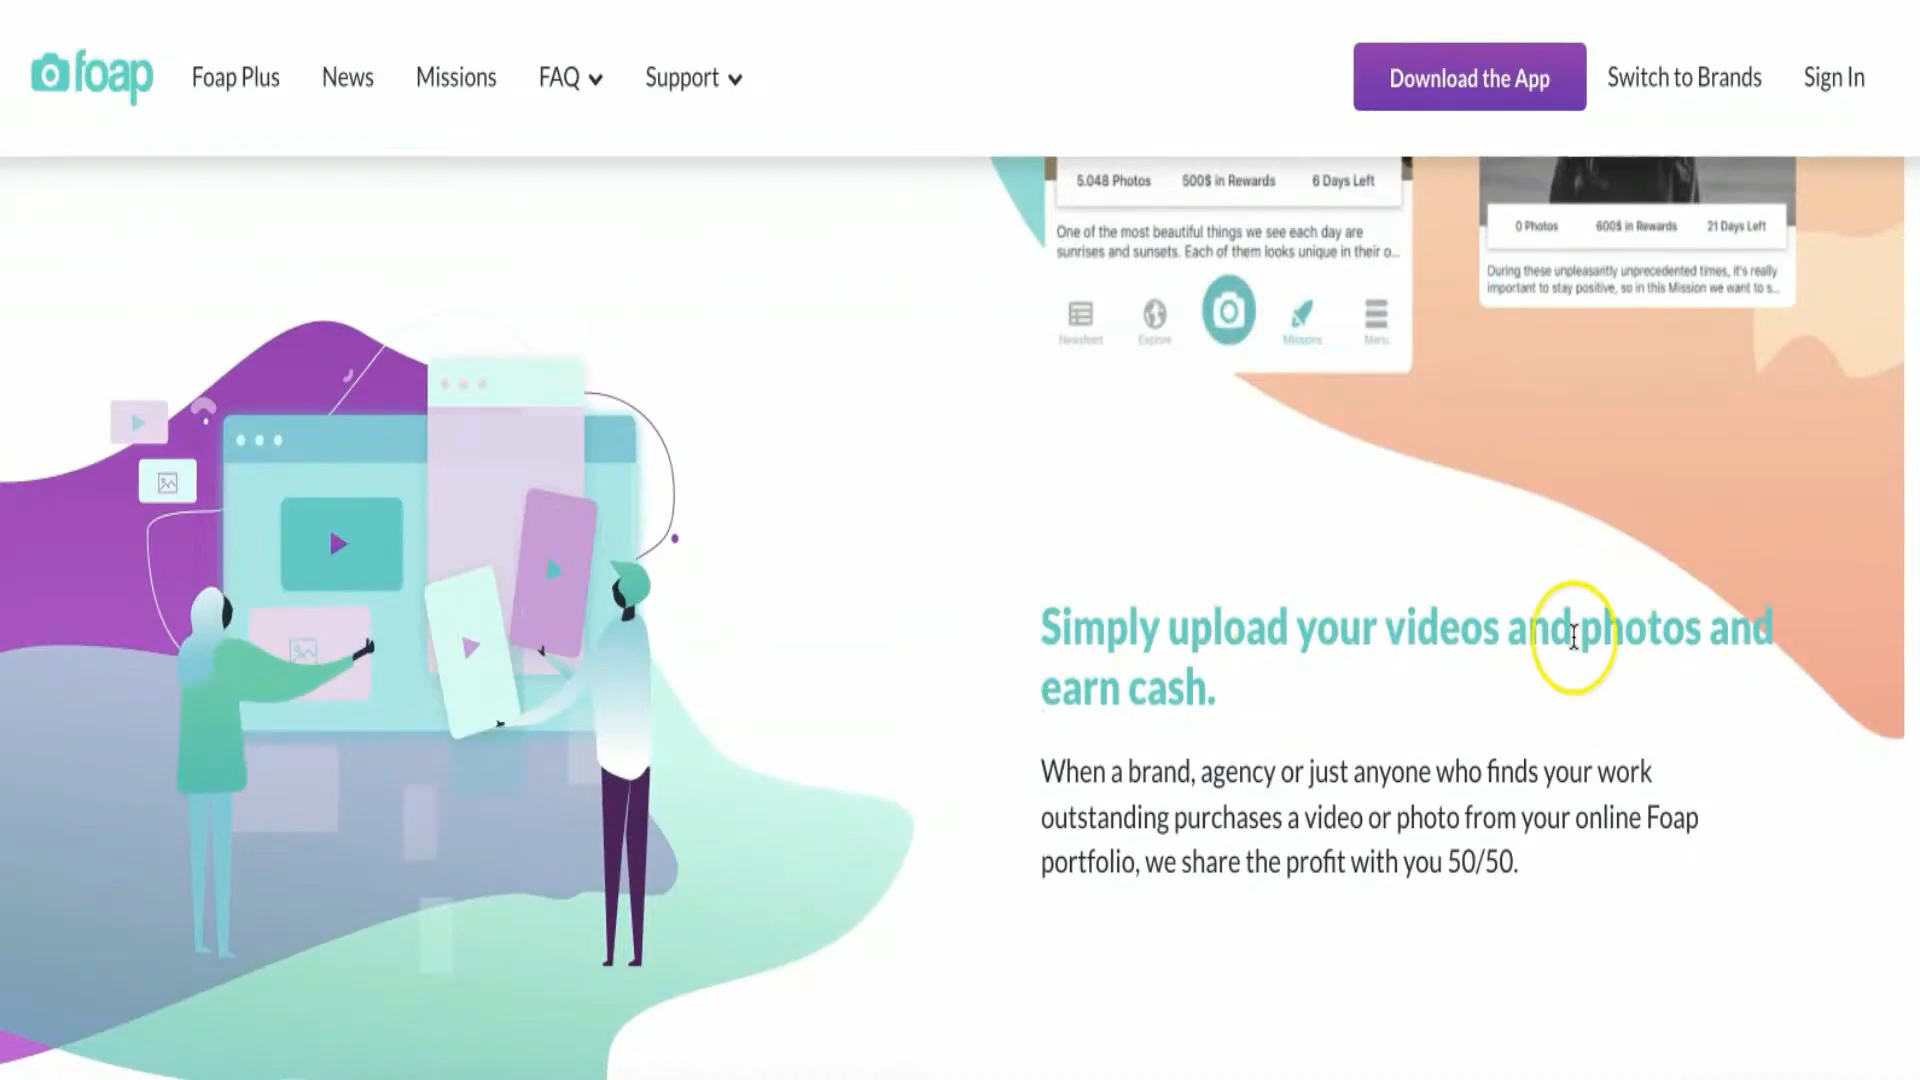 foap
Foap Plus
News
Missions
FAQ
Support
Download the App
Switch to Brands
Sign In
5.048 Photos 500$ in Rewards 6 Days Left
One of the most beautiful things we see each day are
sunrises and sunsets. Each of them looks unique in their o...
Newsfeed
Explore
Missions
Menu
0 Photos 600$ in Rewards 21 Days Left
During these unpleasantly unprecedented times, it's really
important to stay positive, so in this Mission we want to s...
Simply upload your videos and photos and
earn cash.
When a brand, agency or just anyone who finds your work
outstanding purchases a video or photo from your online Foap
portfolio, we share the profit with you 50/50.